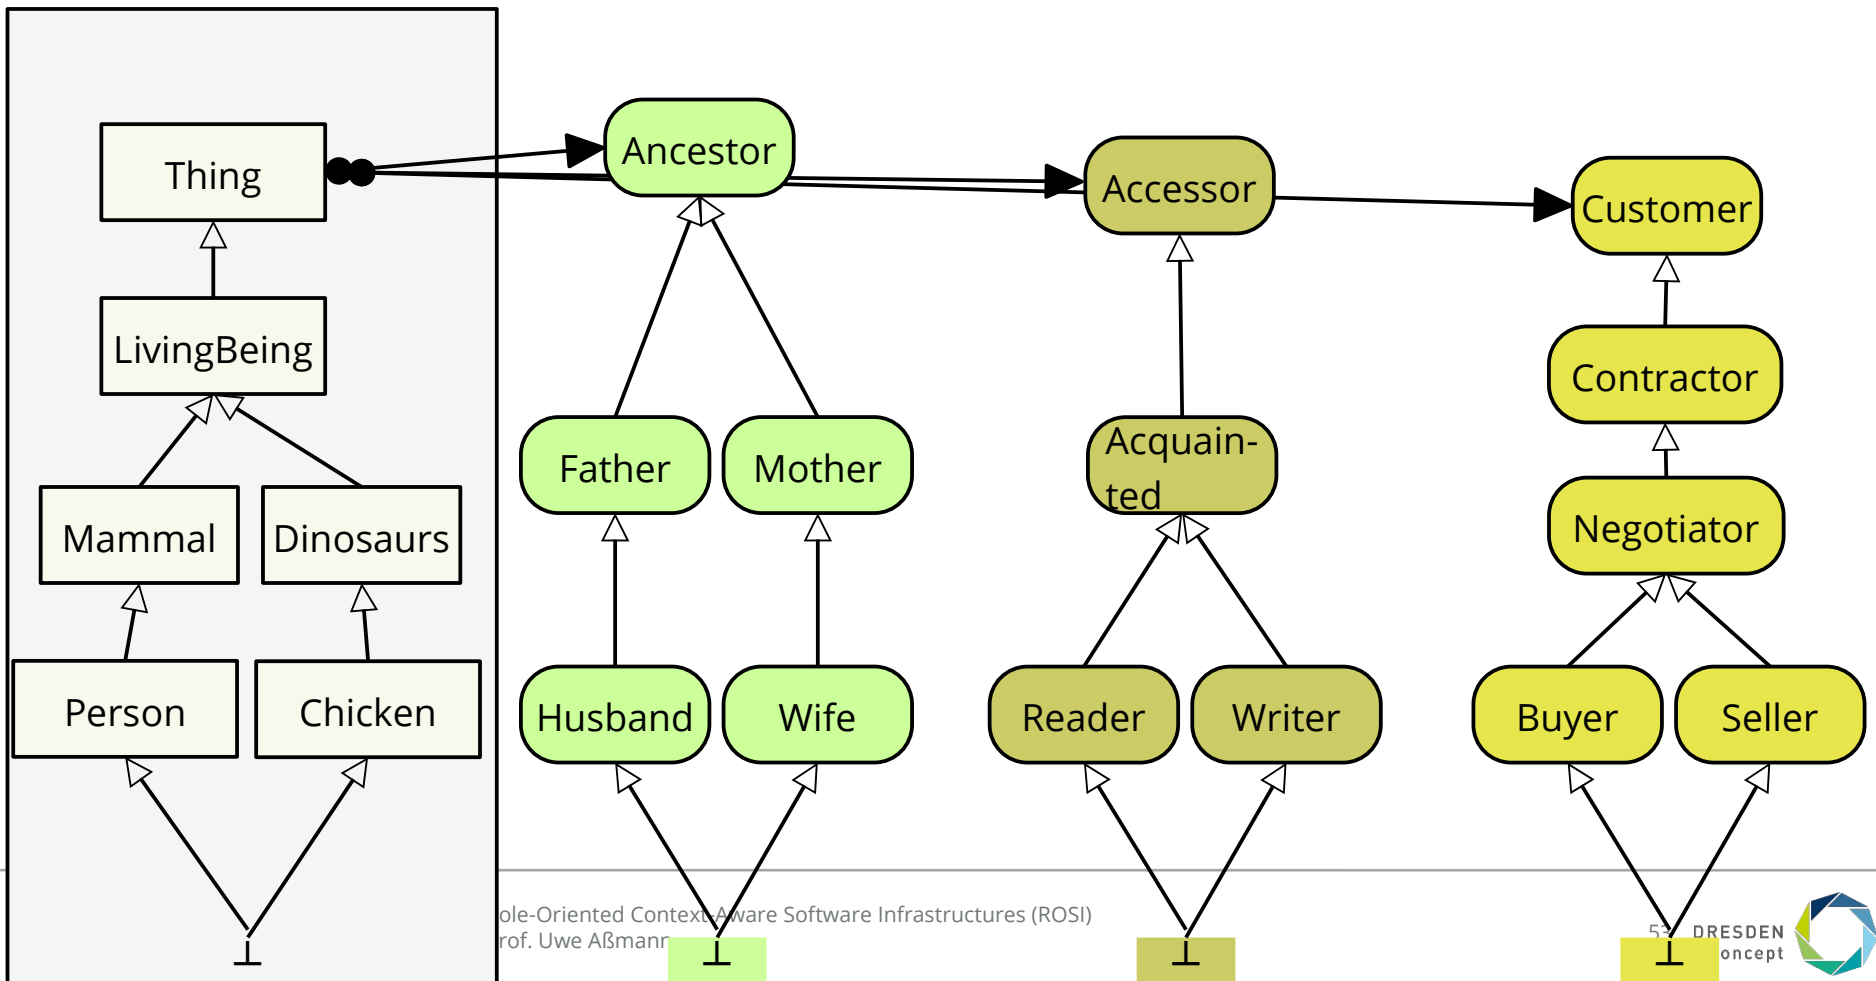 Thing
LivingBeing
Mammal
Dinosaurs
Person
Chicken
⊥
Ancestor
Father
Mother
Husband
Wife
⊥
Accessor
Acquain-
ted
Reader
Writer
⊥
Customer
Contractor
Negotiator
Buyer
Seller
⊥
ole-Oriented Context-Aware Software Infrastructures (ROSI)
rof. Uwe Aßmann
DRESDEN
oncept